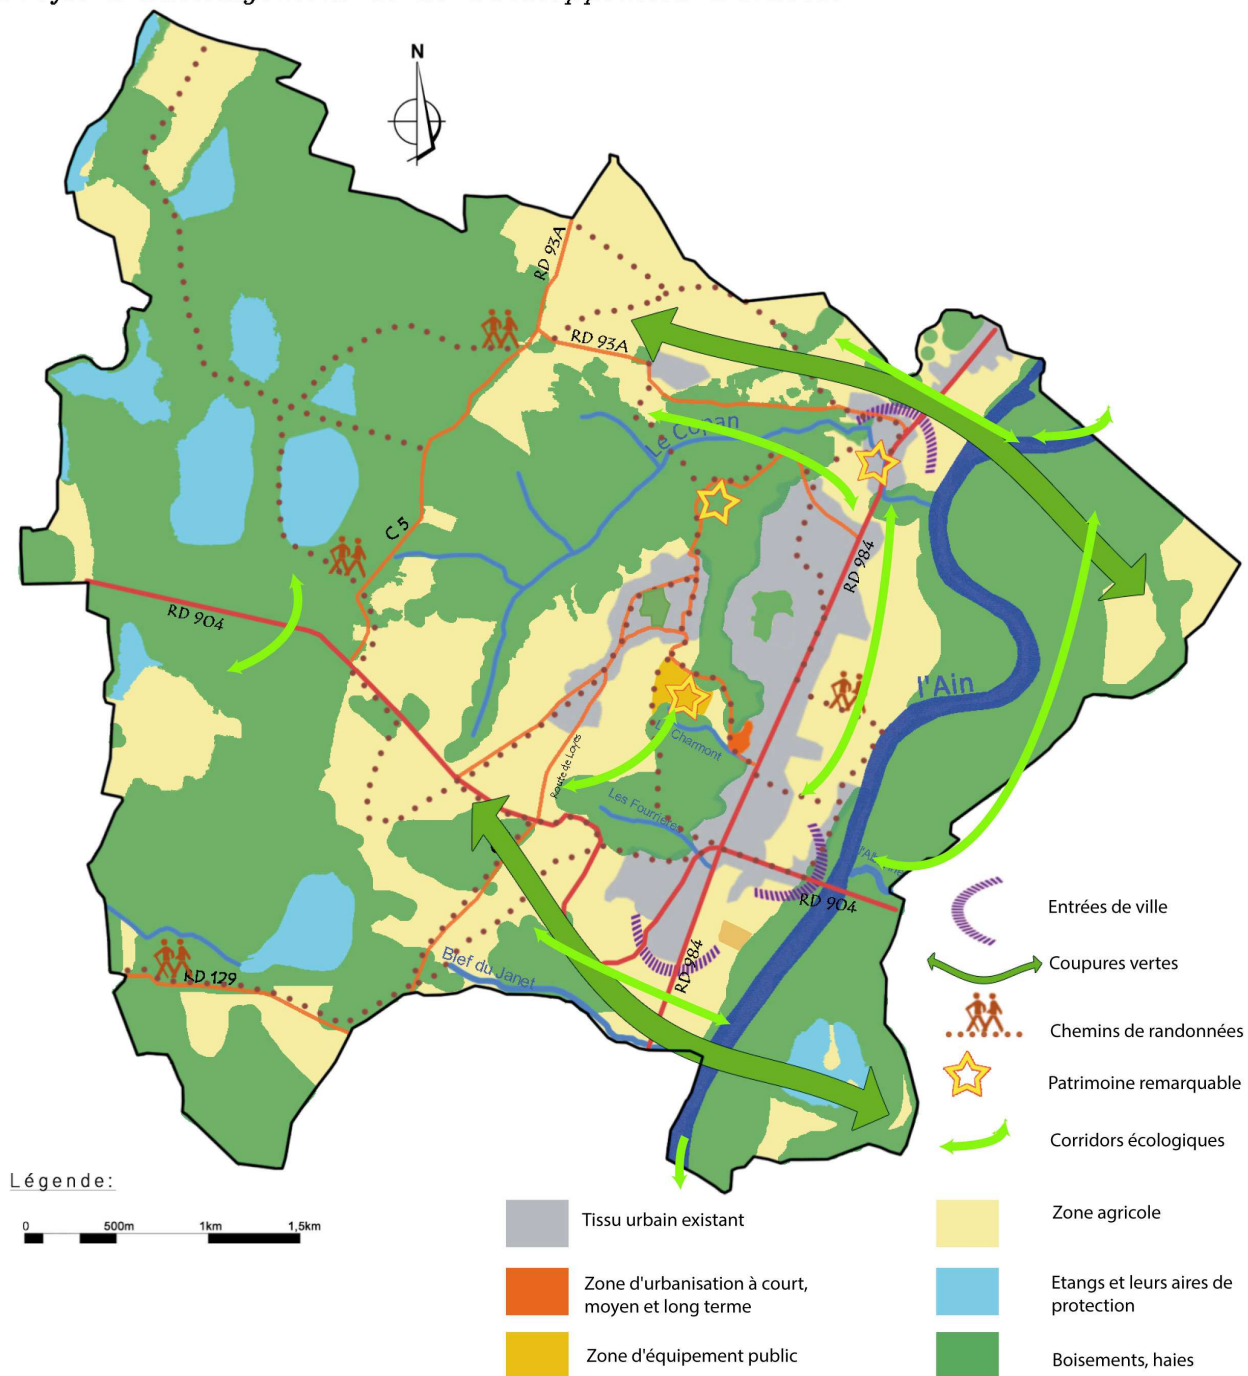 N
RD 93A
RD 93A
Le Copan
C 5
RD 984
RD 904
l'Ain
Charmont
Route de Loyes
Les Fourrières
RD 904
RD 984
Bief du Janet
RD 129
Entrées de ville
Coupures vertes
Chemins de randonnées
Patrimoine remarquable
Corridors écologiques
Légende:
0 500m 1km 1,5km
Tissu urbain existant
Zone agricole
Zone d'urbanisation à court,
moyen et long terme
Etangs et leurs aires de
protection
Zone d'équipement public
Boisements, haies